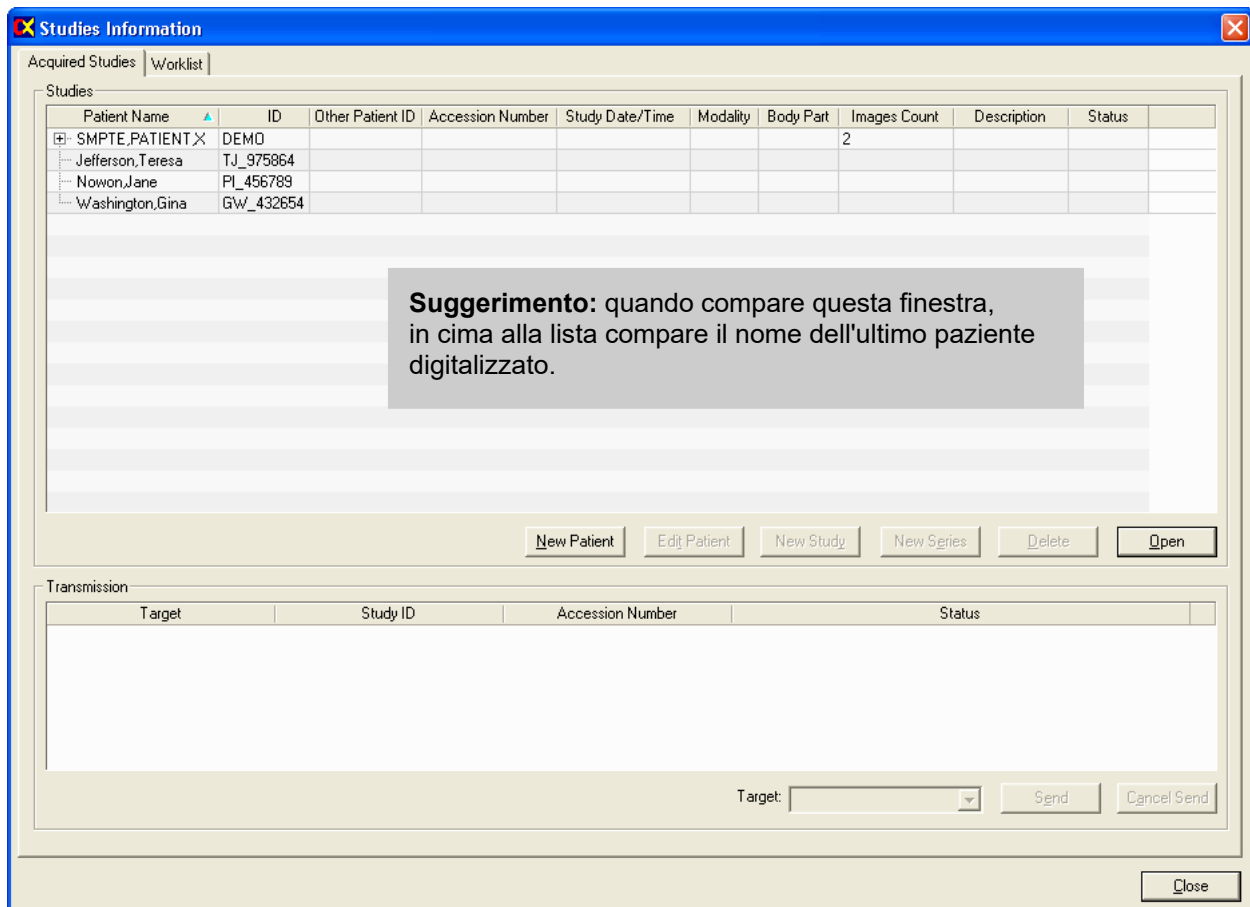 Studies Information
Acquired Studies Worklist
Studies
Patient Name ID Other Patient ID Accession Number Study Date/Time Modality Body Part Images Count Description Status
SMPTE,PATIENT,X DEMO 2
Jefferson,Teresa TJ_975864
Nowon,Jane PI_456789
Washington,Gina GW_432654
Suggerimento: quando compare questa finestra,
in cima alla lista compare il nome dell'ultimo paziente
digitalizzato.
New Patient Edit Patient New Study New Series Delete Open
Transmission
Target Study ID Accession Number Status
Target: Send Cancel Send
Close